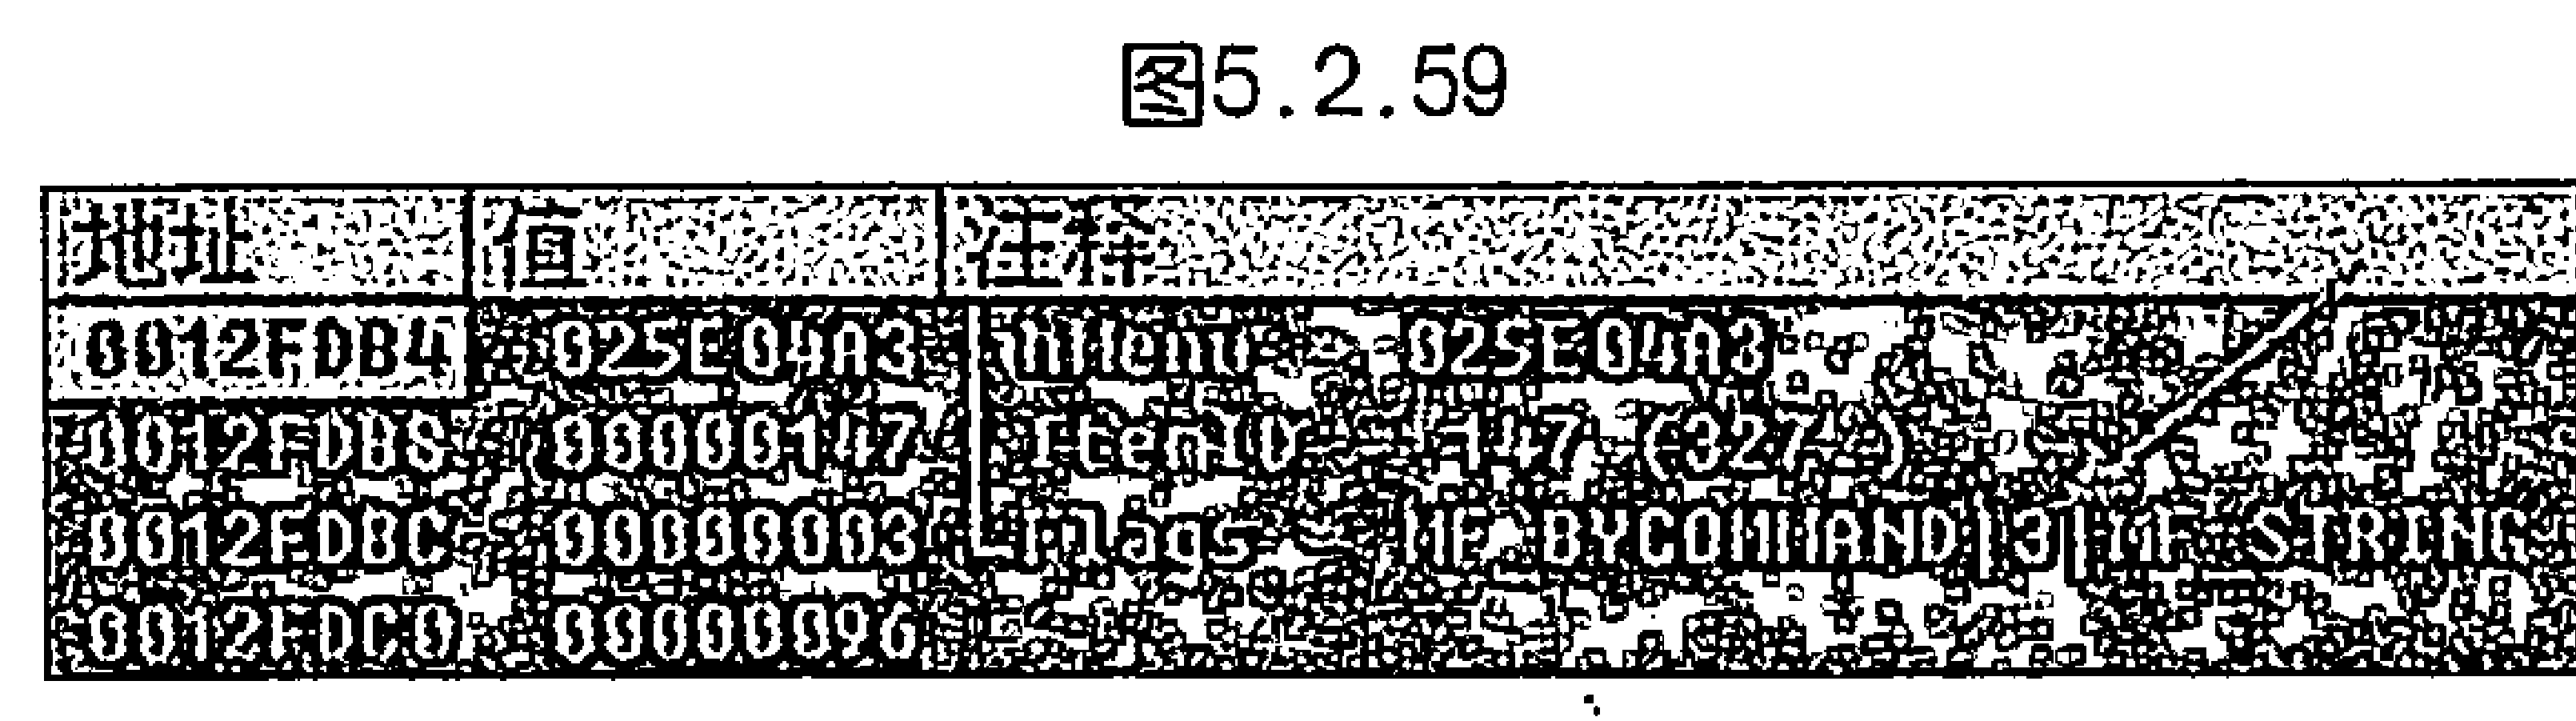 图5.2.59
地址 值 注释
0012FDB4 025E04A3 hMenu = 025E04A3
0012FDB8 00000147 ItemID = 147 (327.)
0012FDBC 00000003 Flags = MF_BYCOMMAND|3|MF_STRING
0012FDC0 00000096